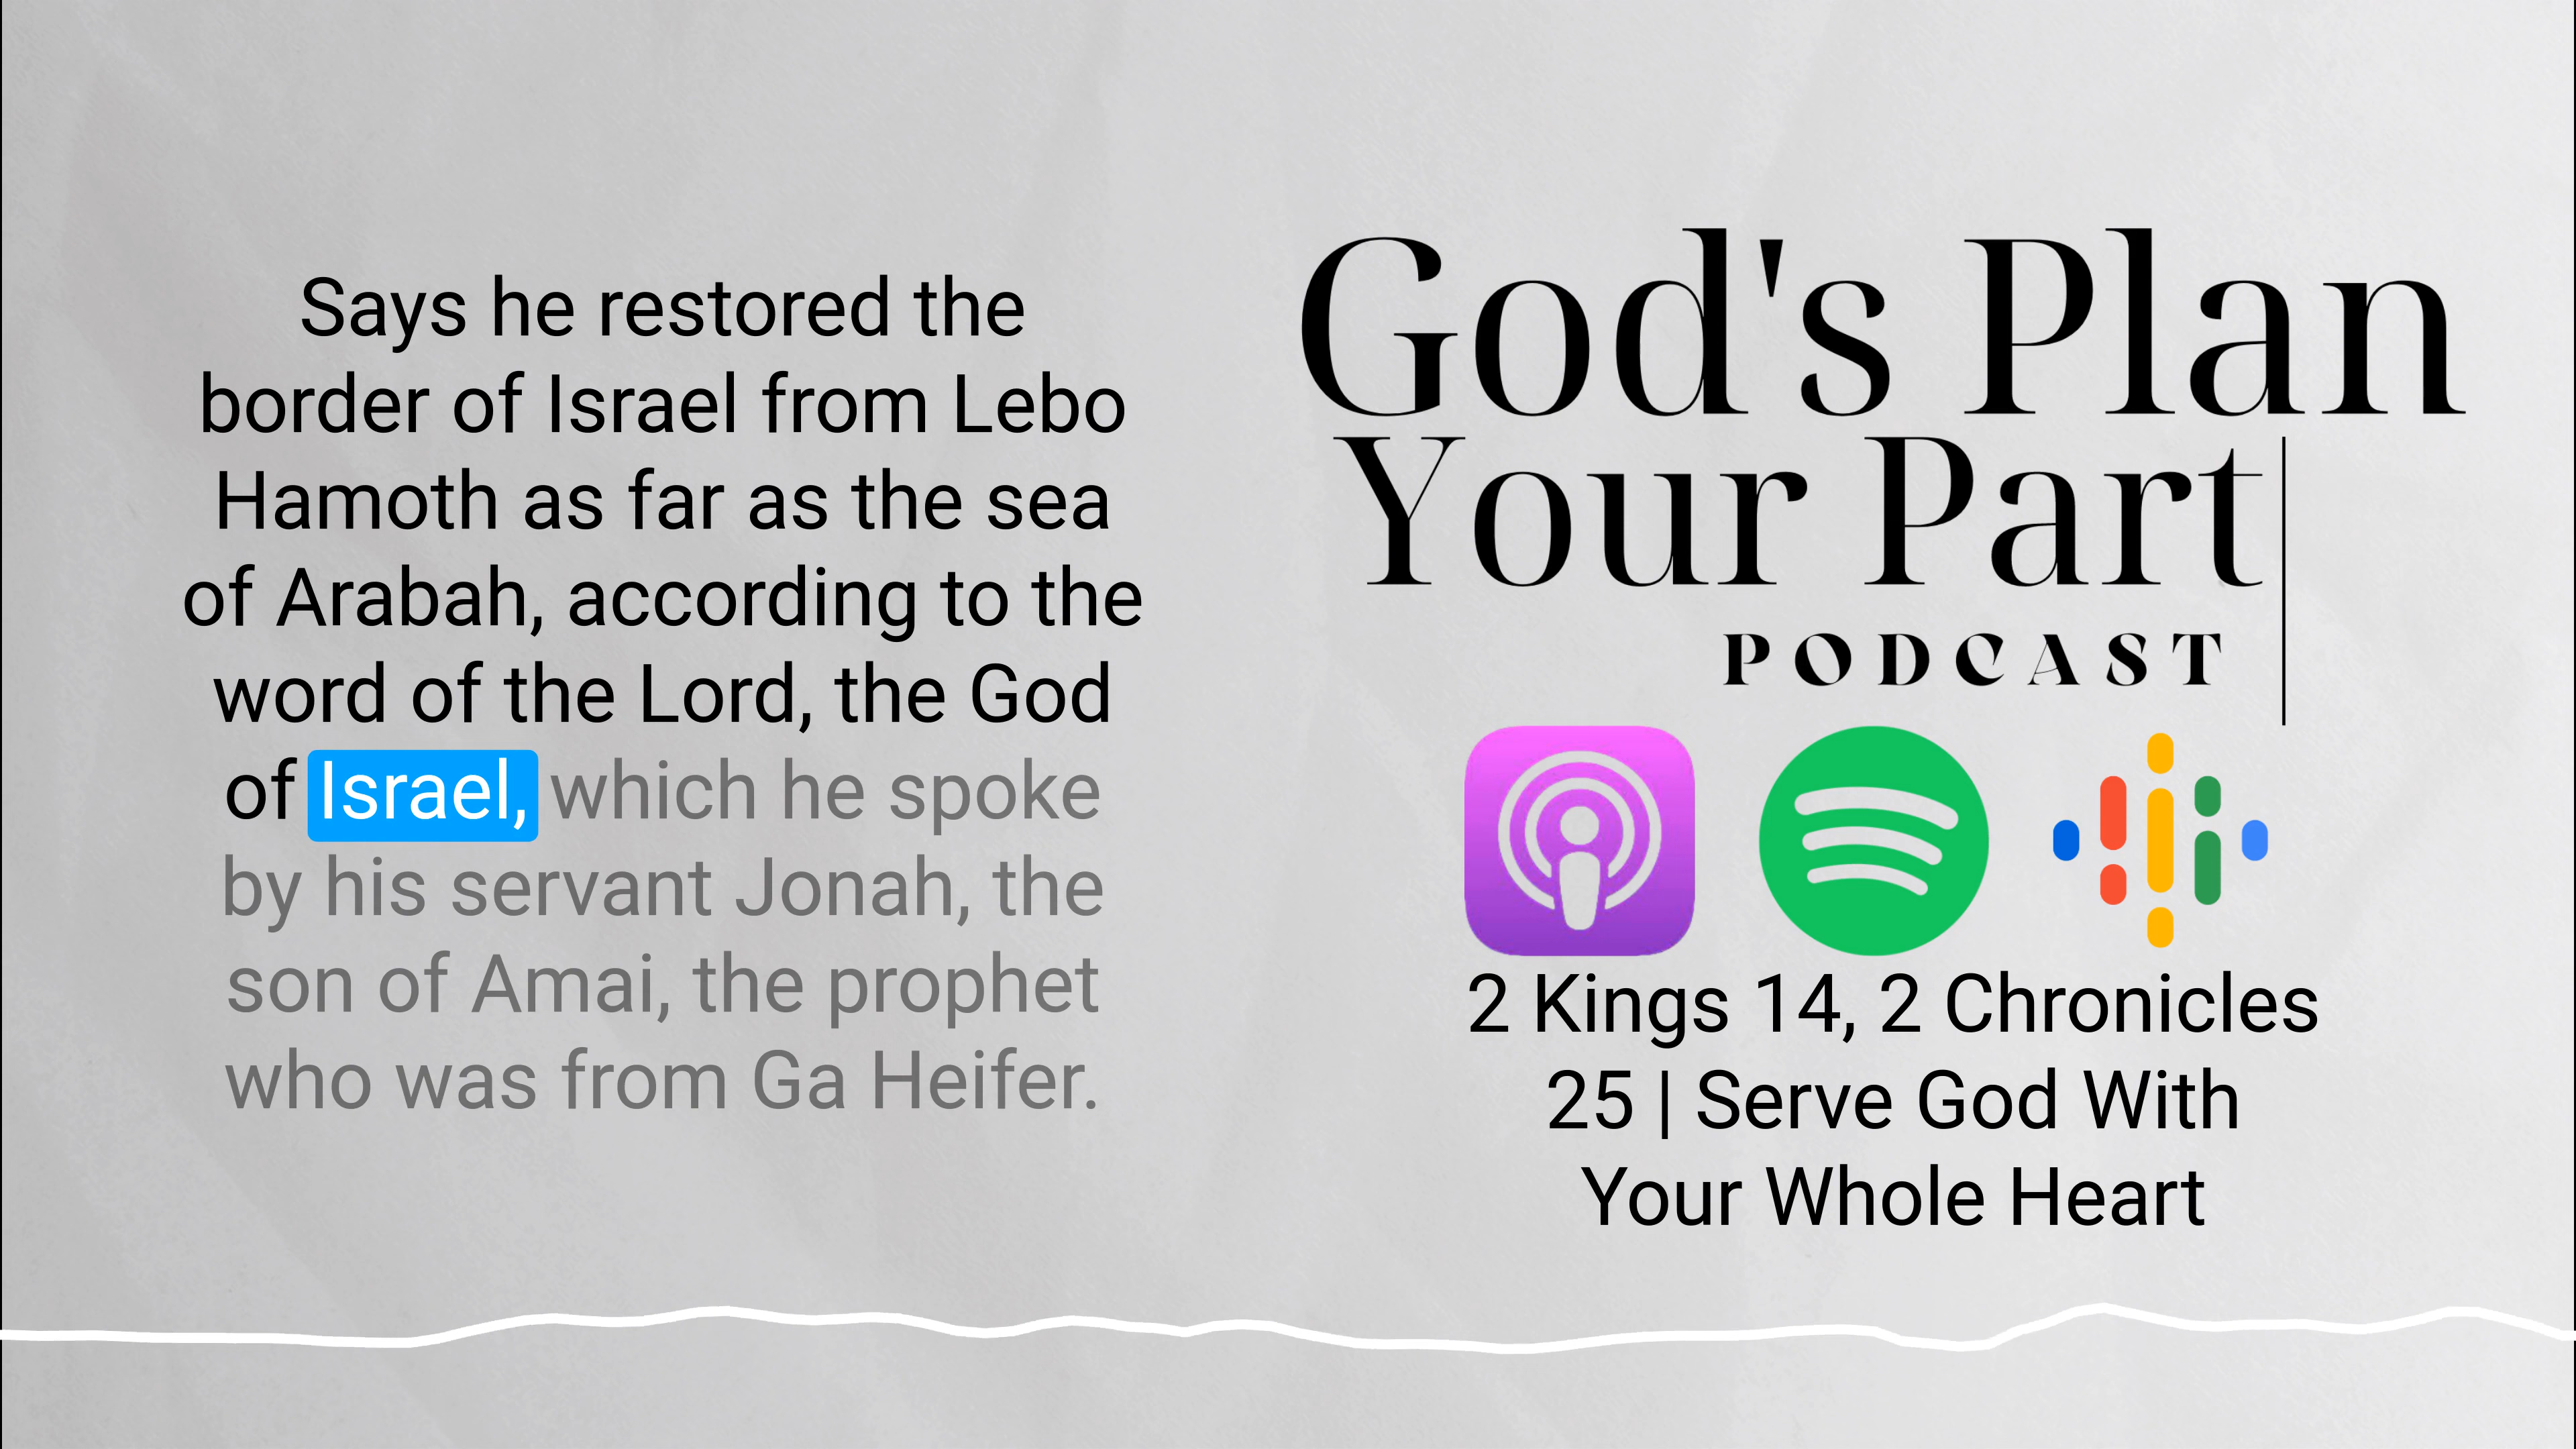 Says he restored the
border of Israel from Lebo
Hamoth as far as the sea
of Arabah, according to the
word of the Lord, the God
of Israel, which he spoke
by his servant Jonah, the
son of Amai, the prophet
who was from Ga Heifer.
God's Plan
Your Part
PODCAST
2 Kings 14, 2 Chronicles
25 | Serve God With
Your Whole Heart